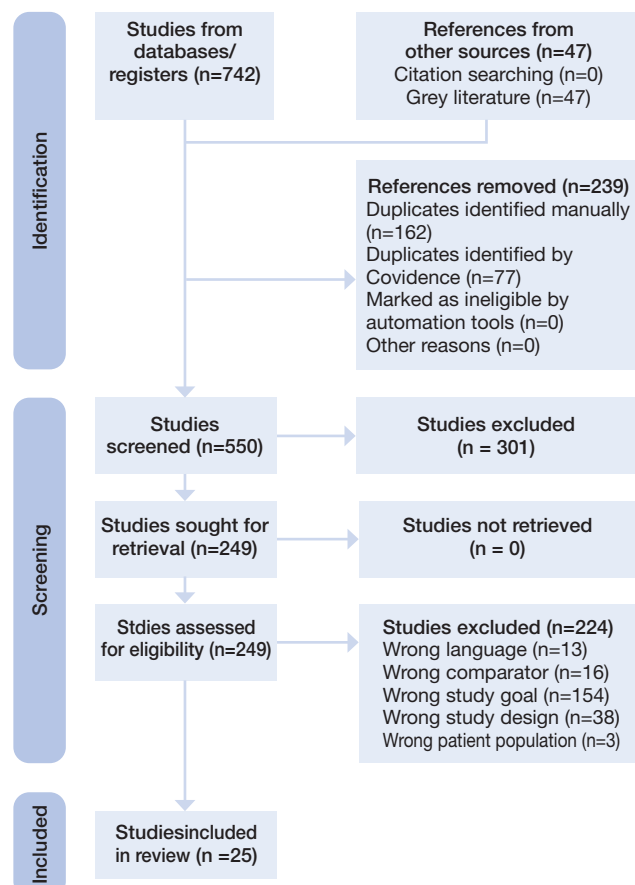 Identification
Studies from
databases/
registers (n=742)
References from
other sources (n=47)
Citation searching (n=0)
Grey literature (n=47)
References removed (n=239)
Duplicates identified manually
(n=162)
Duplicates identified by
Covidence (n=77)
Marked as ineligible by
automation tools (n=0)
Other reasons (n=0)
Screening
Studies
screened (n=550)
Studies excluded
(n = 301)
Studies sought for
retrieval (n=249)
Studies not retrieved
(n = 0)
Stdies assessed
for eligibility (n=249)
Studies excluded (n=224)
Wrong language (n=13)
Wrong comparator (n=16)
Wrong study goal (n=154)
Wrong study design (n=38)
Wrong patient population (n=3)
Included
Studiesincluded
in review (n =25)